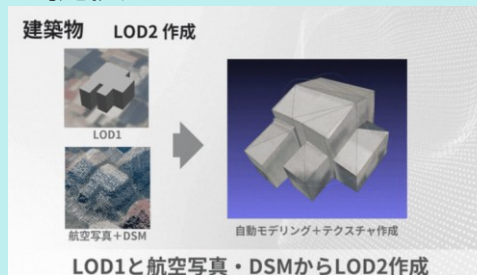 建築物 LOD2 作成
LOD1
航空写真+DSM
自動モデリング+テクスチャ作成
LOD1と航空写真・DSMからLOD2作成